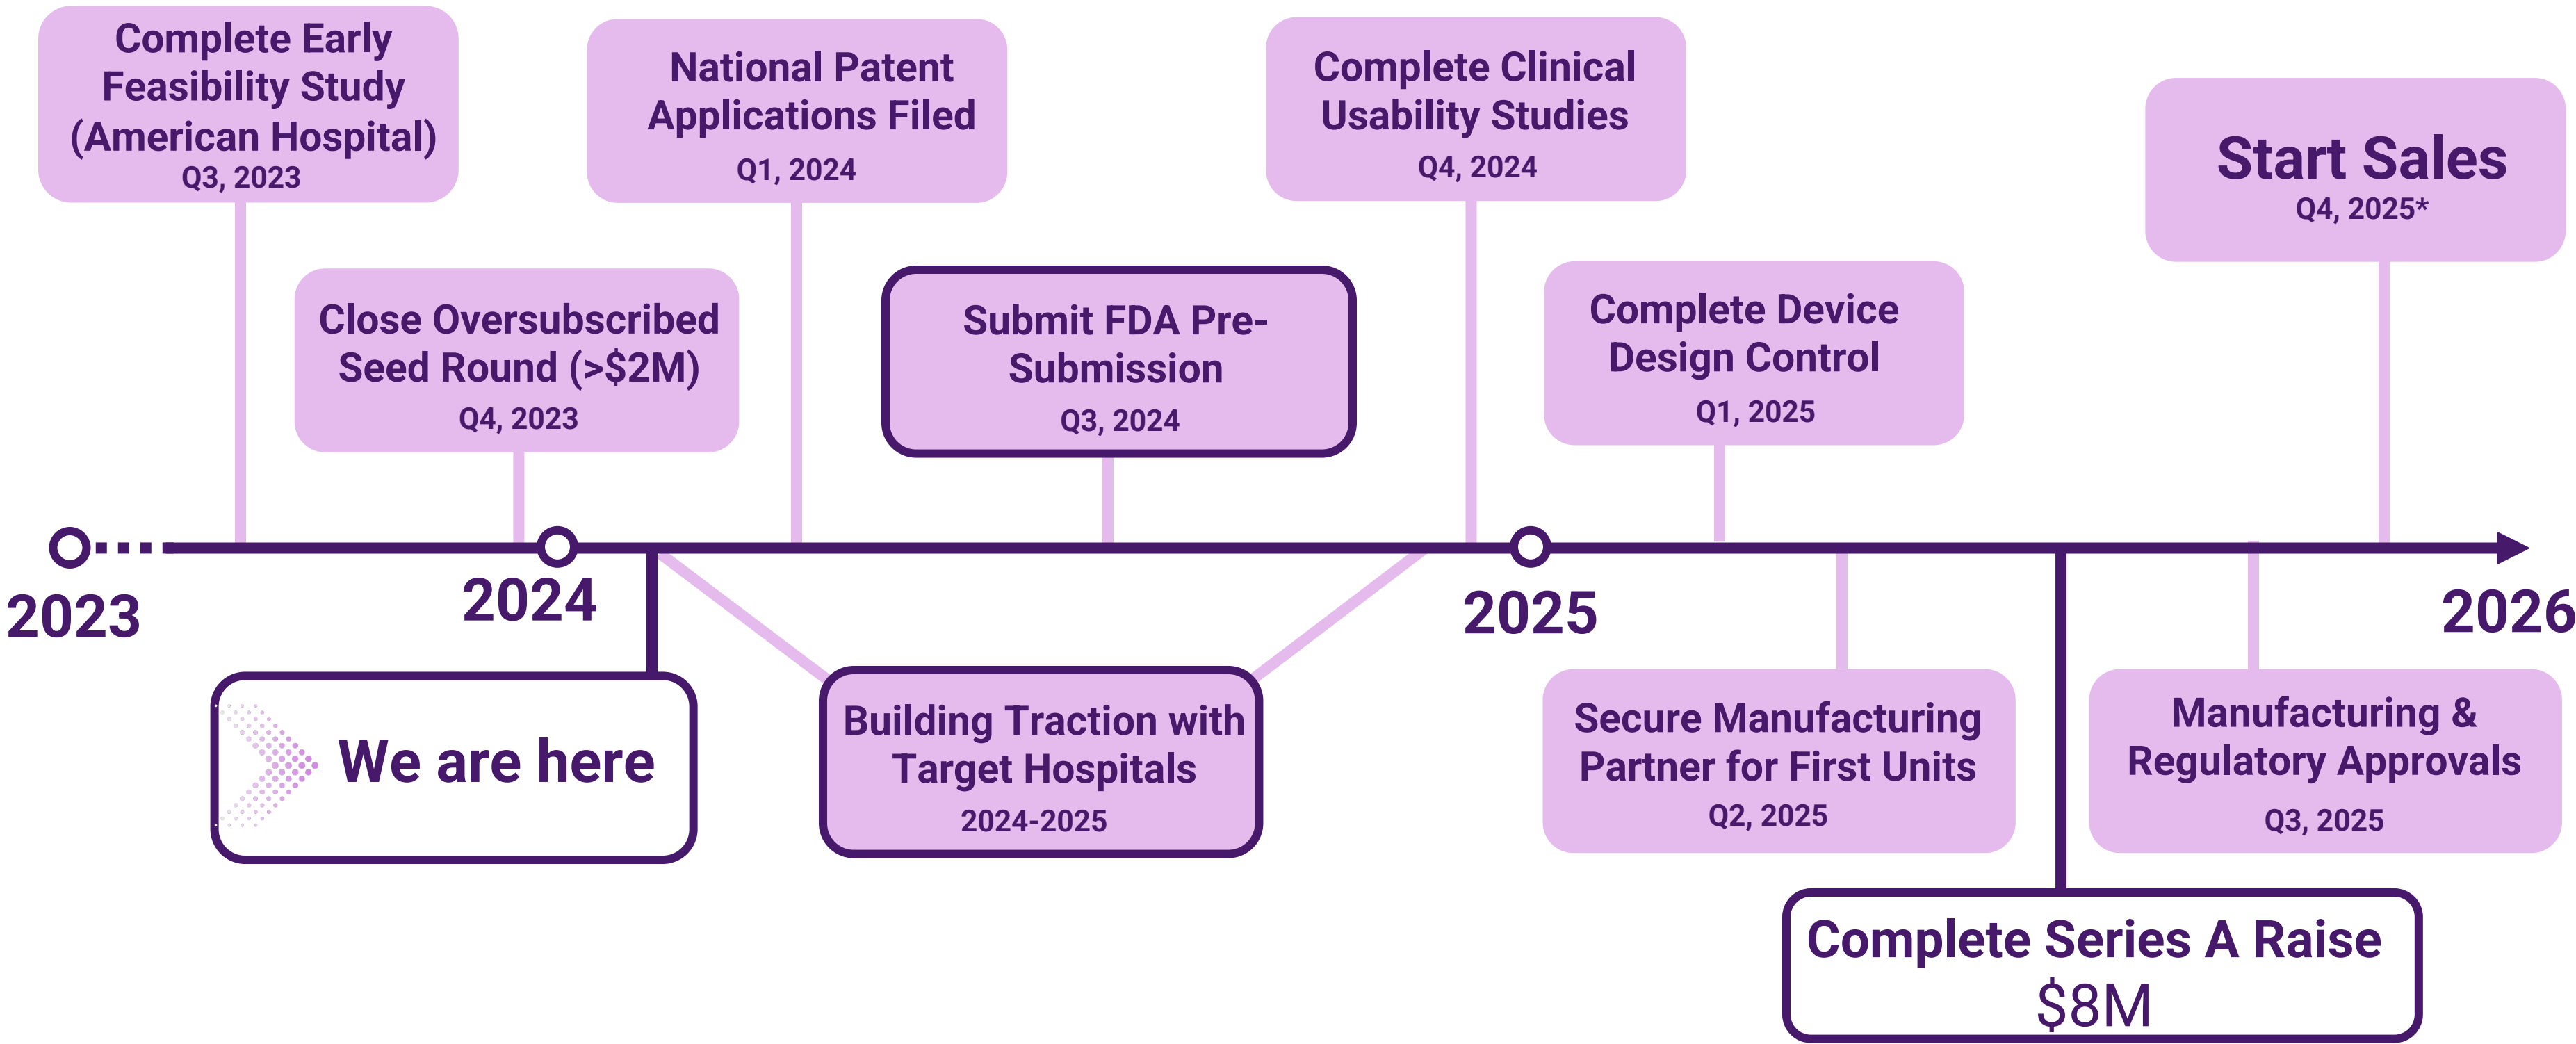 Complete Early
Feasibility Study
(American Hospital)
Q3, 2023
National Patent
Applications Filed
Q1, 2024
Complete Clinical
Usability Studies
Q4, 2024
Start Sales
Q4, 2025*
Close Oversubscribed
Seed Round (>$2M)
Q4, 2023
Submit FDA Pre-
Submission
Q3, 2024
Complete Device
Design Control
Q1, 2025
2023
2024
2025
2026
We are here
Building Traction with
Target Hospitals
2024-2025
Secure Manufacturing
Partner for First Units
Q2, 2025
Manufacturing &
Regulatory Approvals
Q3, 2025
Complete Series A Raise
$8M